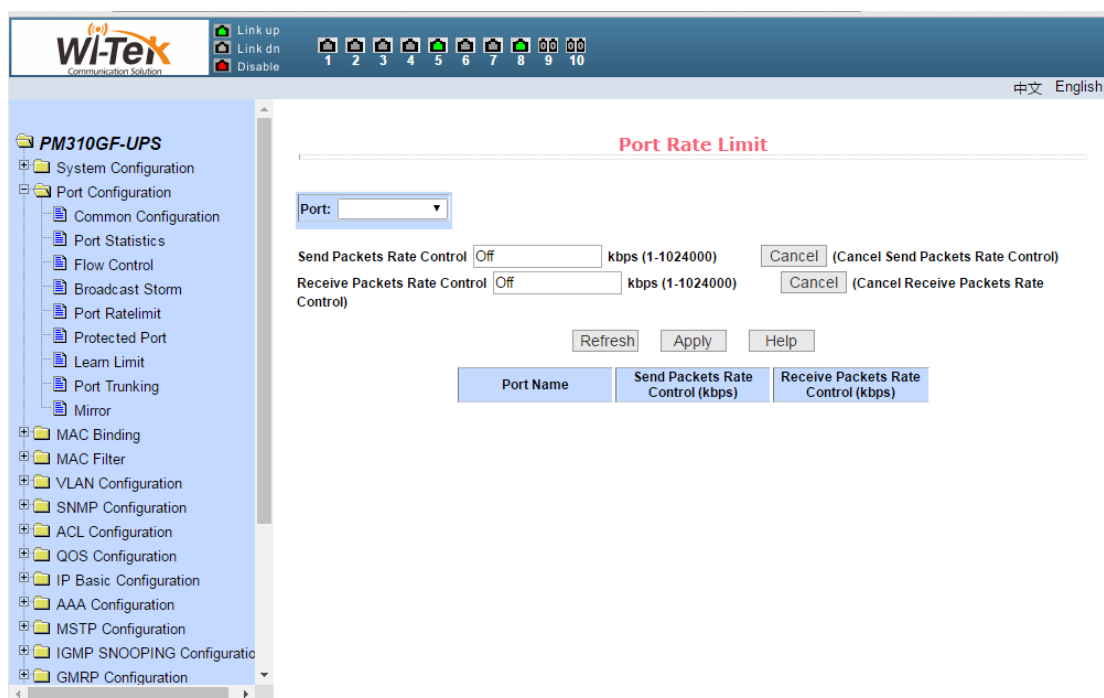 Wi-Tek
Communication Solution
Link up
Link dn
Disable
1 2 3 4 5 6 7 8 9 10
中文 English
PM310GF-UPS
System Configuration
Port Configuration
Common Configuration
Port Statistics
Flow Control
Broadcast Storm
Port Ratelimit
Protected Port
Learn Limit
Port Trunking
Mirror
MAC Binding
MAC Filter
VLAN Configuration
SNMP Configuration
ACL Configuration
QOS Configuration
IP Basic Configuration
AAA Configuration
MSTP Configuration
IGMP SNOOPING Configuratio
GMRP Configuration
Port Rate Limit
Port:
Send Packets Rate Control Off kbps (1-1024000) Cancel (Cancel Send Packets Rate Control)
Receive Packets Rate Control Off kbps (1-1024000) Cancel (Cancel Receive Packets Rate
Control)
Refresh Apply Help
Port Name
Send Packets Rate
Control (kbps)
Receive Packets Rate
Control (kbps)